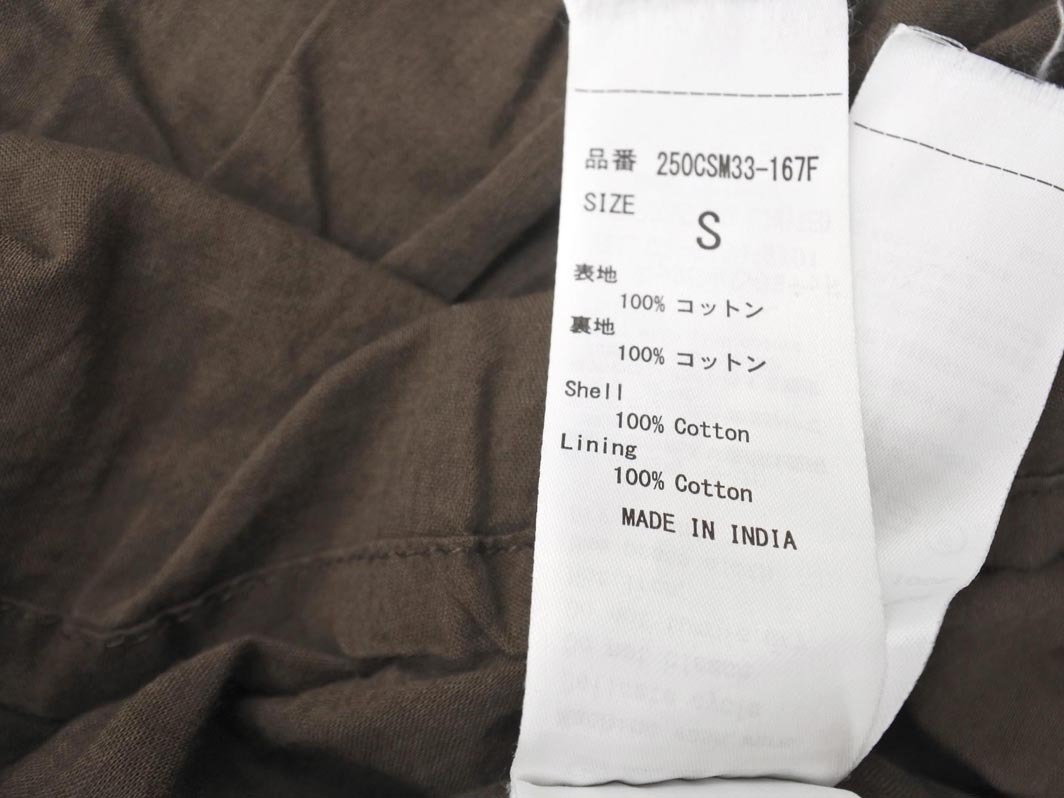 品番 250CSM33-167F
SIZE
S
表地
100% コットン
裏地
100% コットン
Shell
100% Cotton
Lining
100% Cotton
MADE IN INDIA